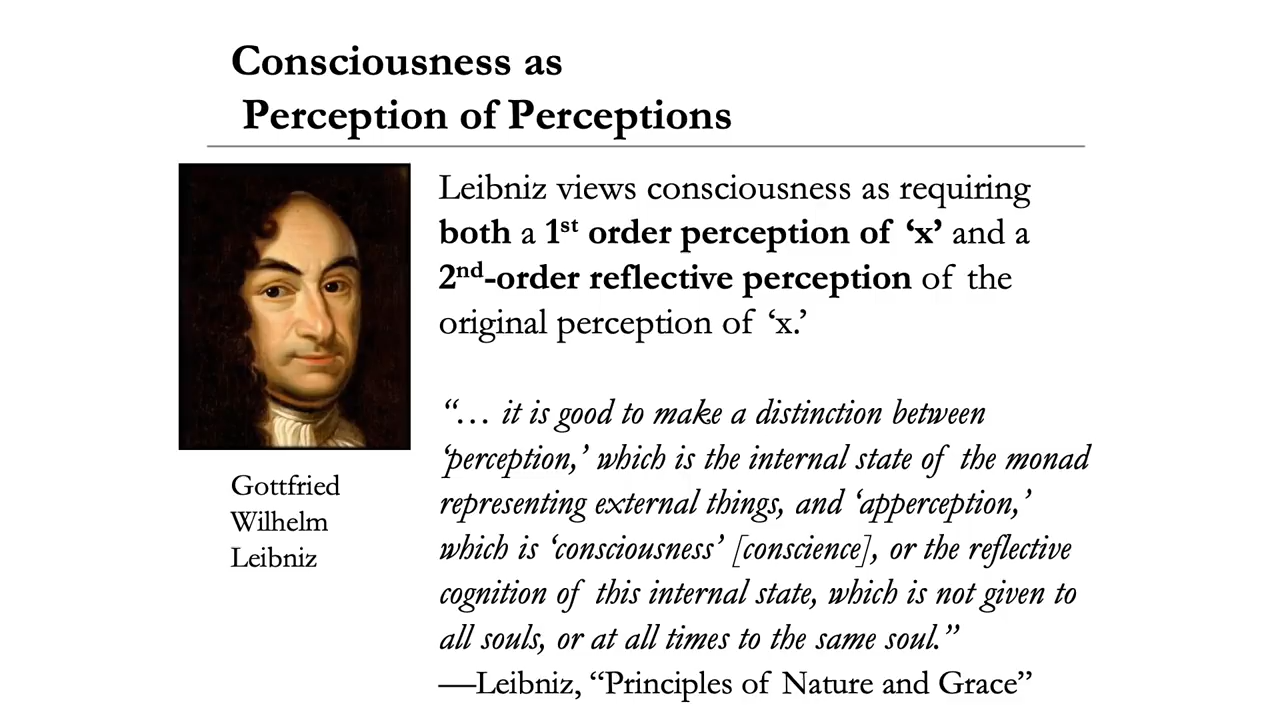 Consciousness as
Perception of Perceptions
Leibniz views consciousness as requiring
both a 1st order perception of ‘x’ and a
2nd-order reflective perception of the
original perception of ‘x.’
“… it is good to make a distinction between
‘perception,’ which is the internal state of the monad
representing external things, and ‘apperception,’
which is ‘consciousness’ [conscience], or the reflective
cognition of this internal state, which is not given to
all souls, or at all times to the same soul.”
—Leibniz, “Principles of Nature and Grace”
Gottfried
Wilhelm
Leibniz